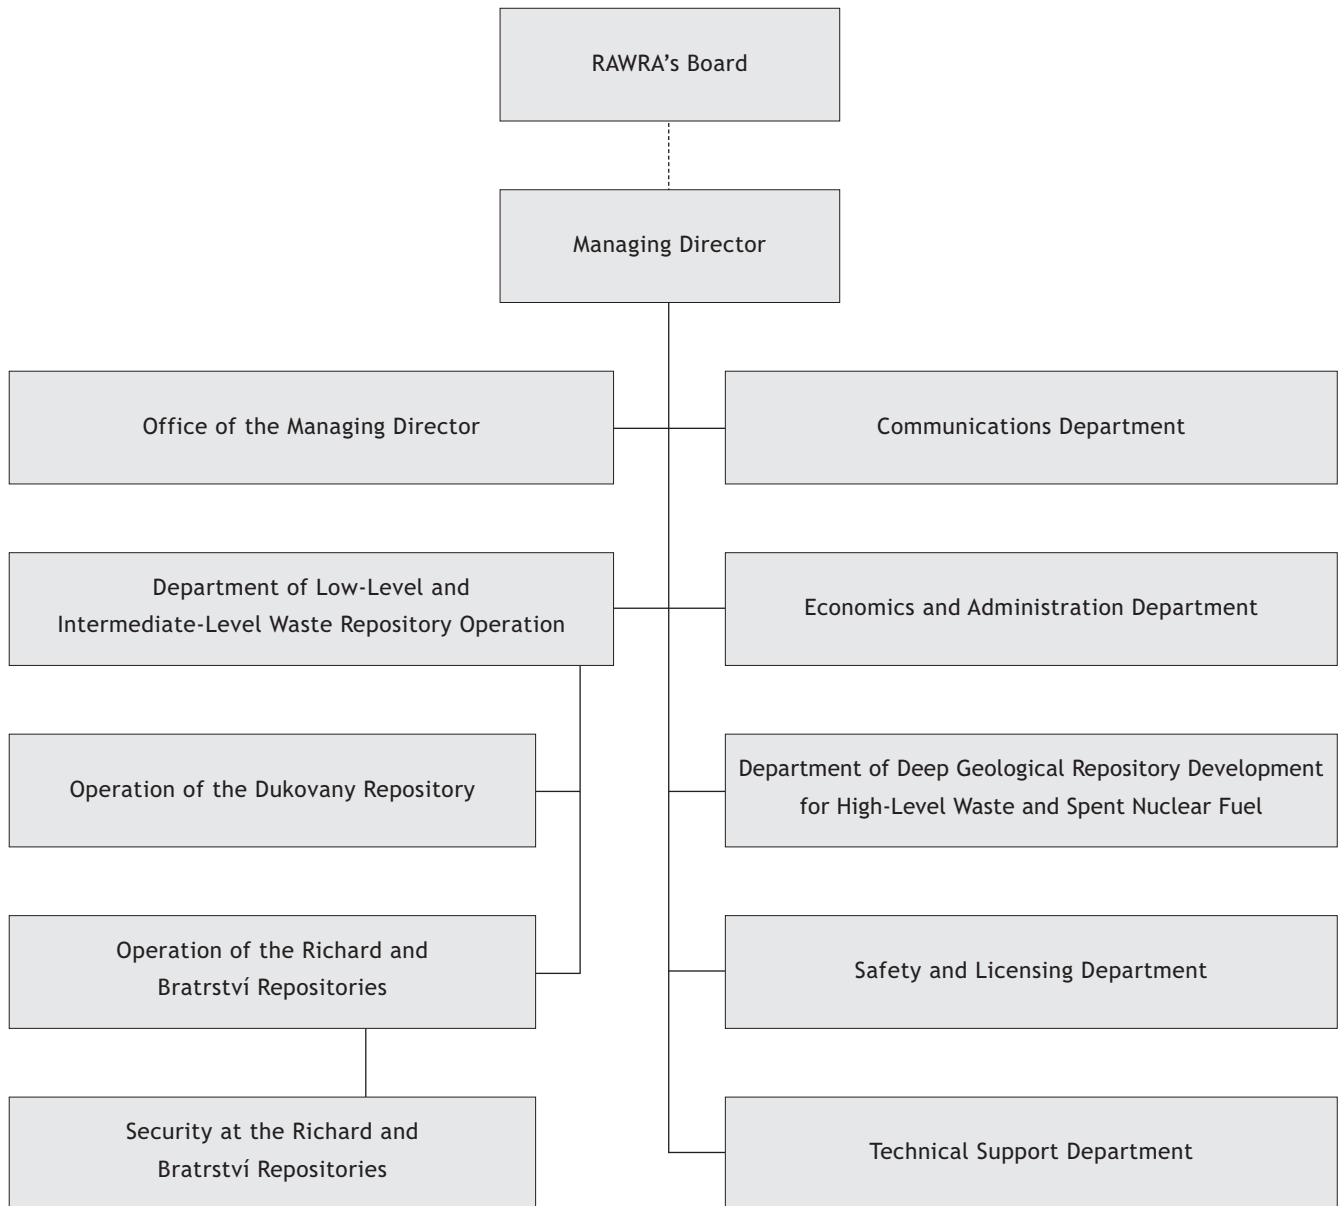 RAWRA’s Board
Managing Director
Office of the Managing Director
Communications Department
Department of Low-Level and
Intermediate-Level Waste Repository Operation
Economics and Administration Department
Operation of the Dukovany Repository
Department of Deep Geological Repository Development
for High-Level Waste and Spent Nuclear Fuel
Operation of the Richard and
Bratrství Repositories
Safety and Licensing Department
Security at the Richard and
Bratrství Repositories
Technical Support Department